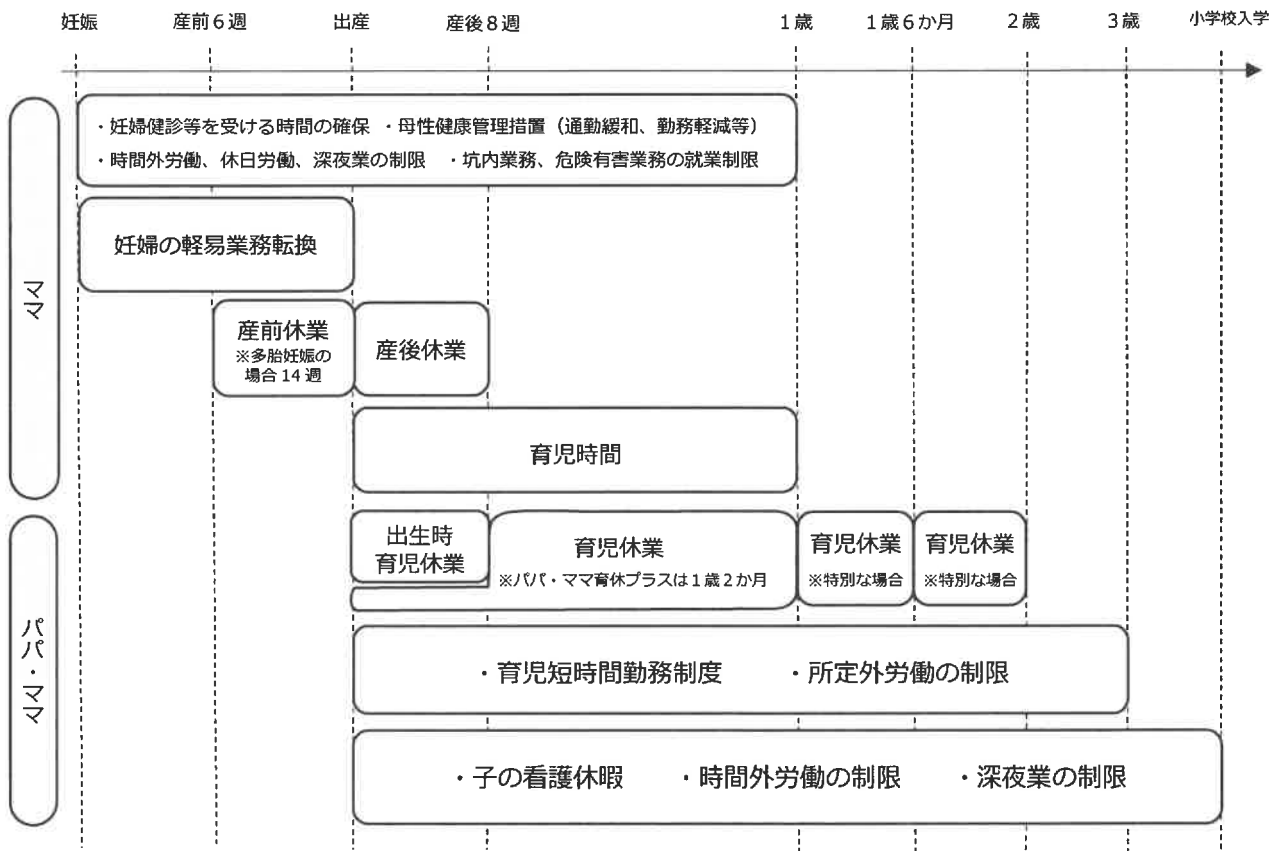 妊娠 産前６週 出産 産後８週 １歳 １歳６か月 ２歳 ３歳 小学校入学
ママ
・妊婦健診等を受ける時間の確保 ・母性健康管理措置（通勤緩和、勤務軽減等）
・時間外労働、休日労働、深夜業の制限 ・坑内業務、危険有害業務の就業制限
妊婦の軽易業務転換
産前休業
※多胎妊娠の
場合 14 週
産後休業
育児時間
パパ・ママ
出生時
育児休業
育児休業
※パパ・ママ育休プラスは１歳２か月
育児休業
※特別な場合
育児休業
※特別な場合
・育児短時間勤務制度 ・所定外労働の制限
・子の看護休暇 ・時間外労働の制限 ・深夜業の制限